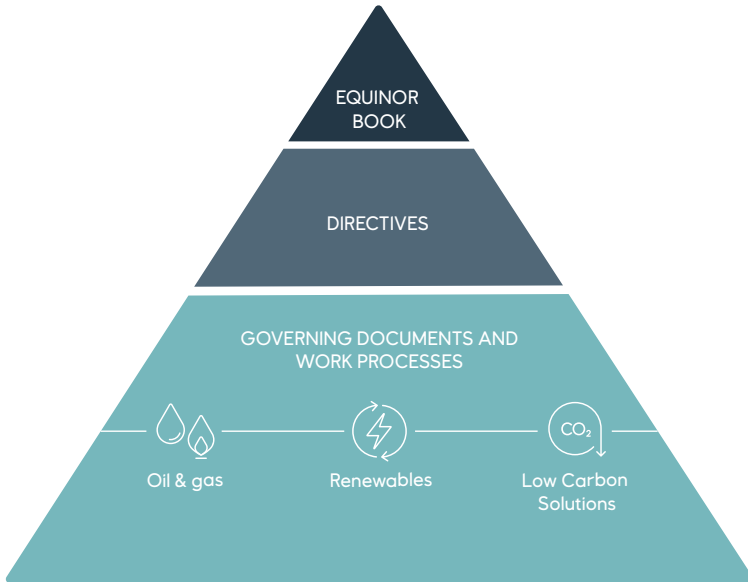 EQUINOR
BOOK
DIRECTIVES
GOVERNING DOCUMENTS AND
WORK PROCESSES
CO₂
Oil & gas
Renewables
Low Carbon
Solutions